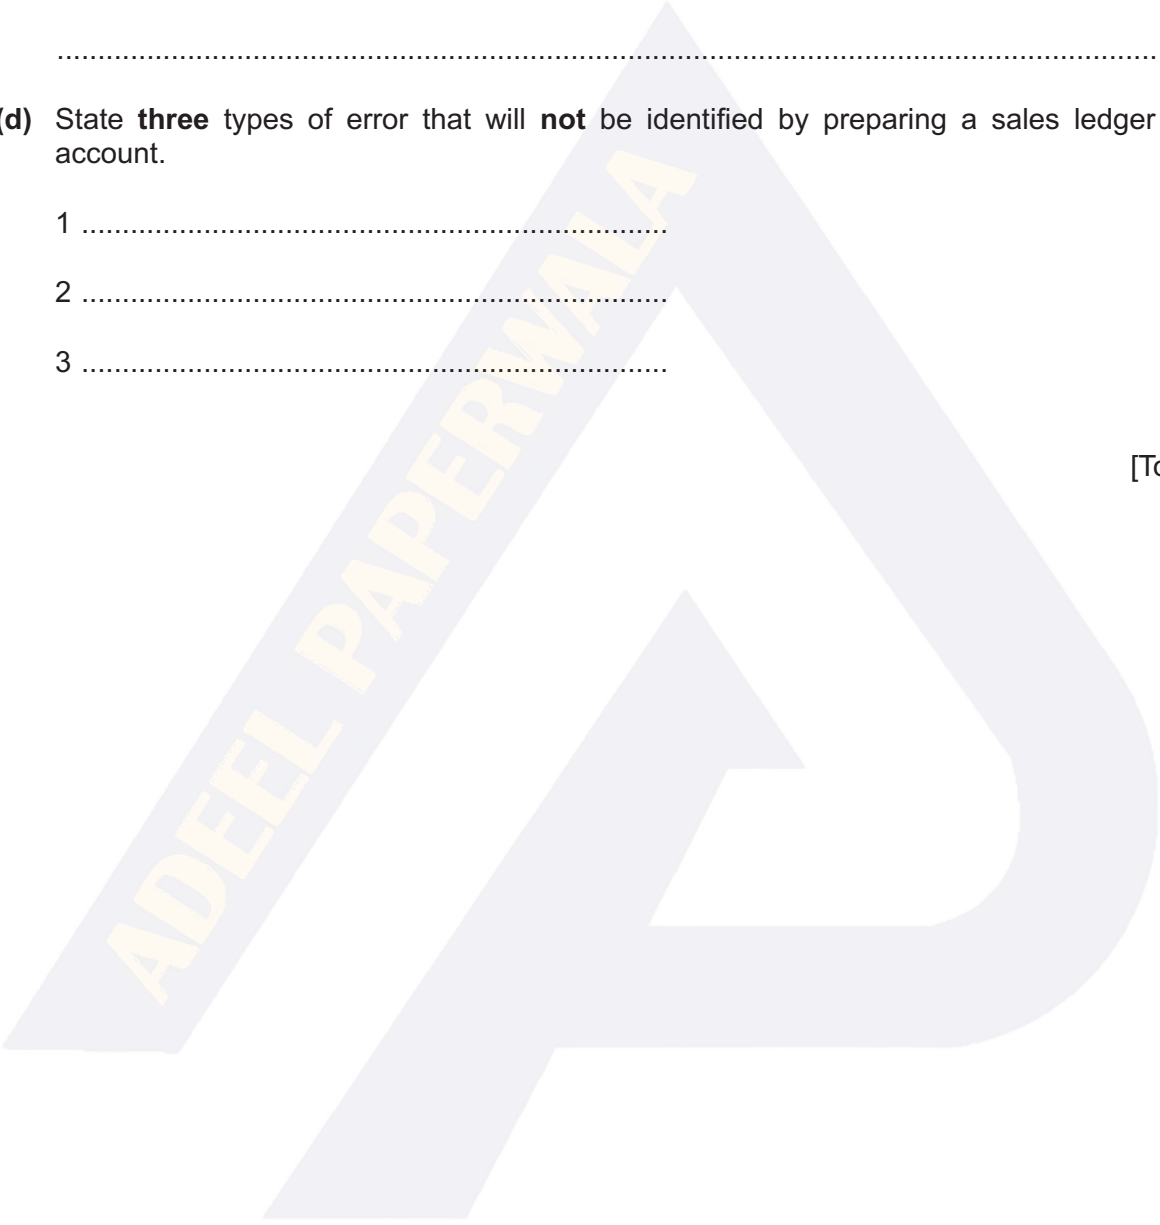 ....................................................................................................................................
(d) State three types of error that will not be identified by preparing a sales ledger
account.
1 ........................................................................
2 ........................................................................
3 ........................................................................
[To
ADEEL PAPERWALA